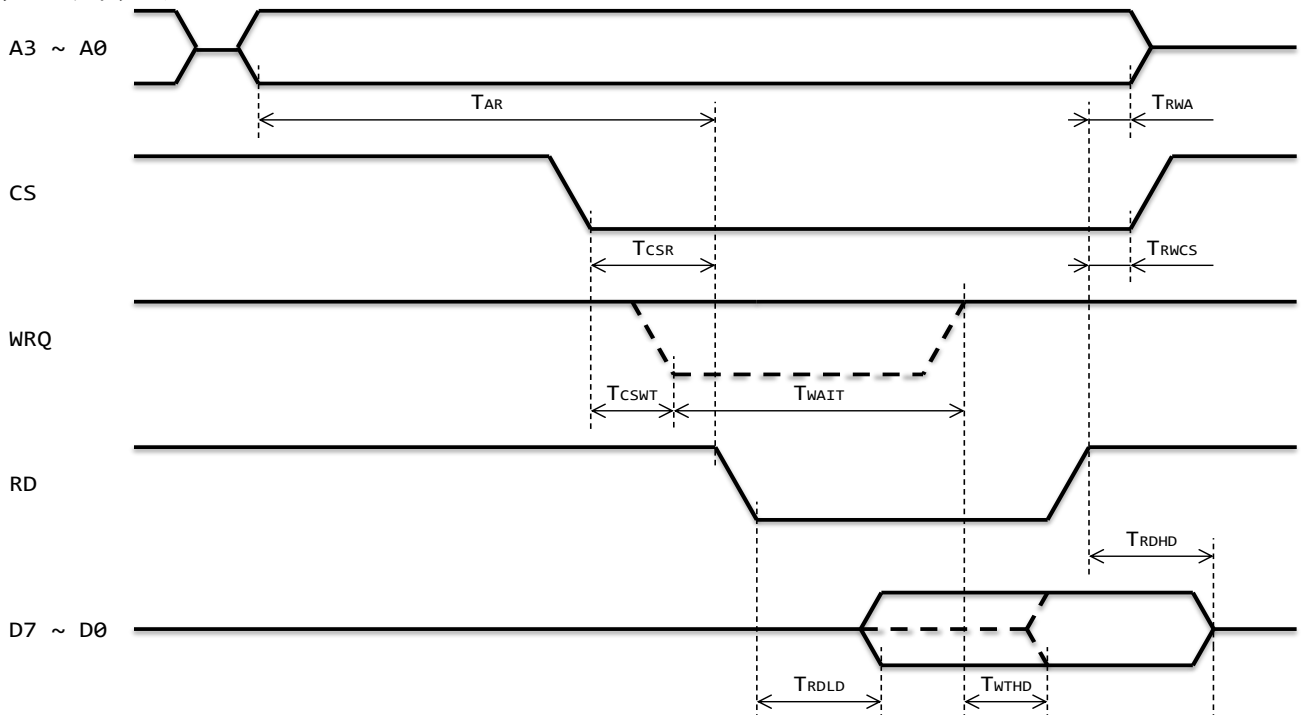 A3 ~ A0
TAR
TRWA
CS
TCSR
TRWCS
WRQ
TCSWT
TWAIT
RD
TRDHD
D7 ~ D0
TRDLD
TWTHD